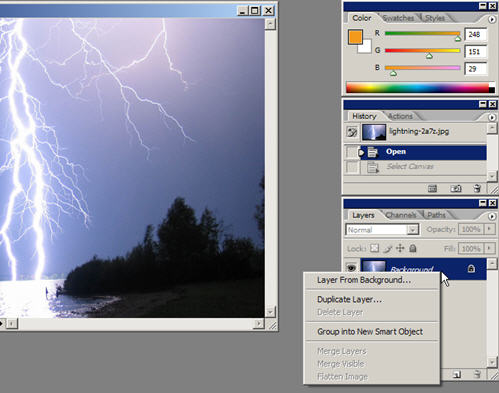 Color Swatches Styles
R 248
G 151
B 29
History Actions
lightning-2a7z.jpg
Open
Select Canvas
Layers Channels Paths
Normal Opacity: 100%
Lock: Fill: 100%
Background
Layer From Background...
Duplicate Layer...
Delete Layer
Group into New Smart Object
Merge Layers
Merge Visible
Flatten Image